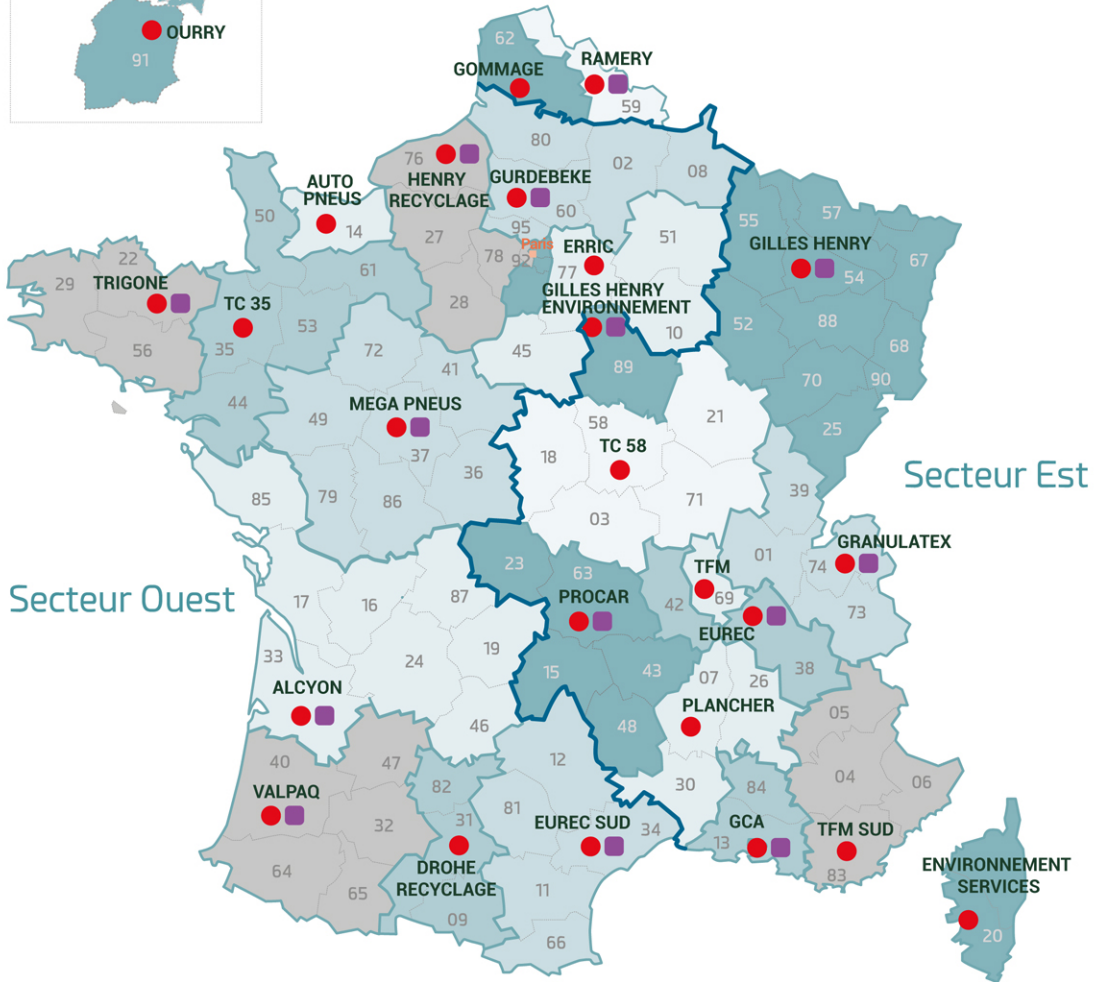 OURRY
91
62
GOMMAGE
RAMERY
59
80
02
08
76
HENRY
RECYCLAGE
GURDEBEKE
60
95
Paris
92
78
27
28
AUTO
PNEUS
14
50
61
22
29
TRIGONE
56
TC 35
35
53
44
ERRIC
77
51
10
GILLES HENRY
ENVIRONNEMENT
89
55
57
GILLES HENRY
54
67
52
88
68
70
90
25
45
72
41
MEGA PNEUS
49
37
36
79
86
85
58
TC 58
18
21
71
03
39
Secteur Est
Secteur Ouest
GRANULATEX
01
74
73
TFM
69
42
EUREC
38
23
63
PROCAR
15
43
48
17
16
87
19
24
33
ALCYON
46
07
26
PLANCHER
30
05
04
06
40
47
VALPAQ
32
64
65
82
31
DROHE
RECYCLAGE
09
12
81
EUREC SUD
34
11
66
84
GCA
13
TFM SUD
83
ENVIRONNEMENT
SERVICES
20